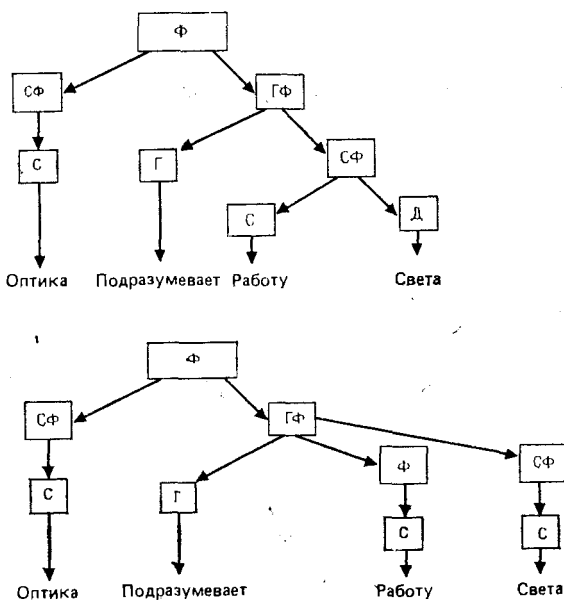 Ф
СФ ГФ
С Г СФ
С Д
Оптика Подразумевает Работу Света
Ф
СФ ГФ
Ф СФ
С Г
С С
Оптика Подразумевает Работу Света